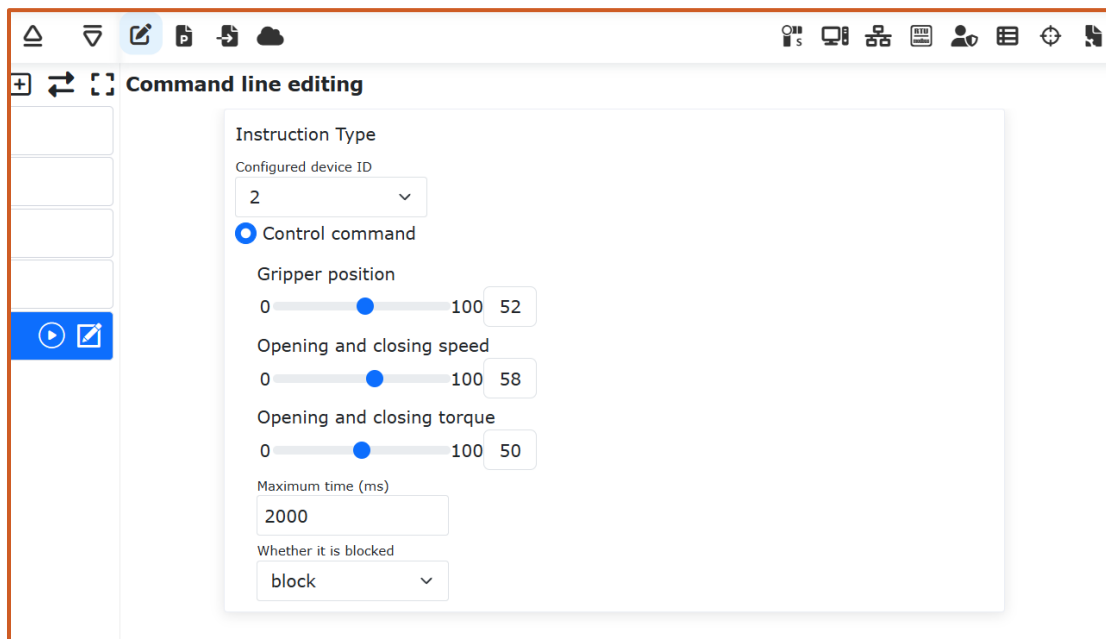 P
S
RTU
Command line editing
Instruction Type
Configured device ID
2
Control command
Gripper position
0 100 52
Opening and closing speed
0 100 58
Opening and closing torque
0 100 50
Maximum time (ms)
2000
Whether it is blocked
block